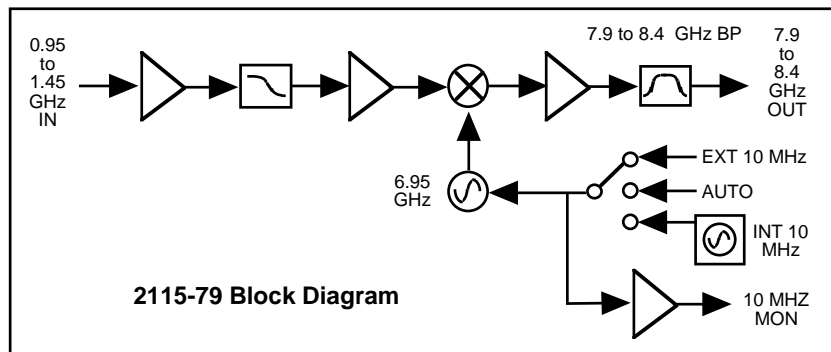 0.95
to
1.45
GHz
IN
7.9 to 8.4 GHz BP
7.9
to
8.4
GHz
OUT
6.95
GHz
EXT 10 MHz
AUTO
INT 10
MHz
10 MHZ
MON
2115-79 Block Diagram